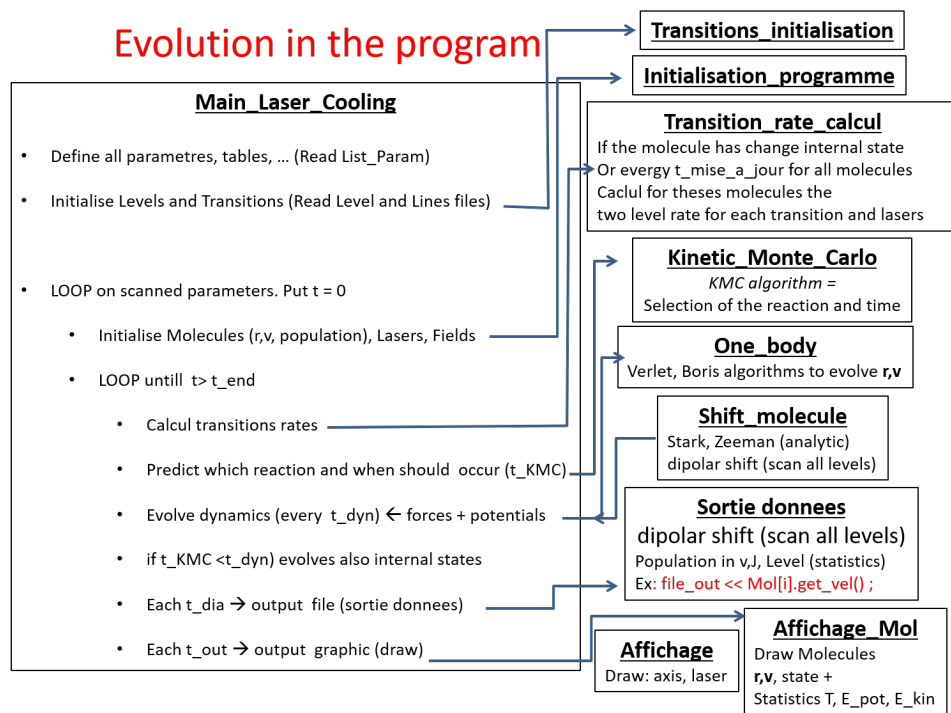 Evolution in the program
Main_Laser_Cooling
• Define all parametres, tables, ... (Read List_Param)
• Initialise Levels and Transitions (Read Level and Lines files)
• LOOP on scanned parameters. Put t = 0
• Initialise Molecules (r,v, population), Lasers, Fields
• LOOP untill t> t_end
• Calcul transitions rates
• Predict which reaction and when should occur (t_KMC)
• Evolve dynamics (every t_dyn) ← forces + potentials
• if t_KMC <t_dyn) evolves also internal states
• Each t_dia → output file (sortie donnees)
• Each t_out → output graphic (draw)
Transitions_initialisation
Initialisation_programme
Transition_rate_calcul
If the molecule has change internal state
Or evergy t_mise_a_jour for all molecules
Caclul for theses molecules the
two level rate for each transition and lasers
Kinetic_Monte_Carlo
KMC algorithm =
Selection of the reaction and time
One_body
Verlet, Boris algorithms to evolve r,v
Shift_molecule
Stark, Zeeman (analytic)
dipolar shift (scan all levels)
Sortie donnees
dipolar shift (scan all levels)
Population in v,J, Level (statistics)
Ex: file_out << Mol[i].get_vel() ;
Affichage
Draw: axis, laser
Affichage_Mol
Draw Molecules
r,v, state +
Statistics T, E_pot, E_kin